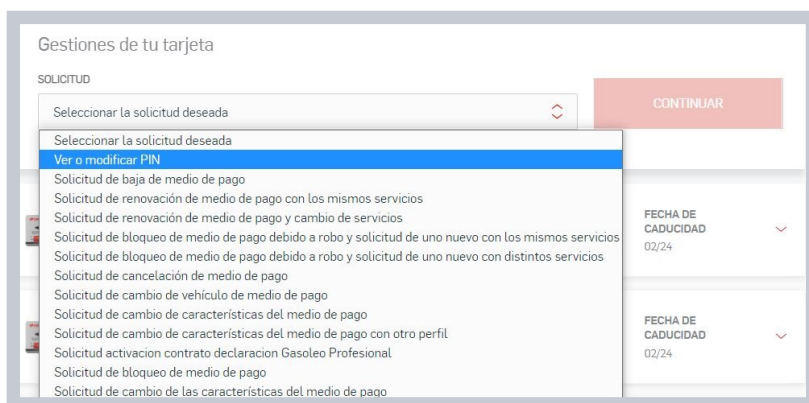 Gestiones de tu tarjeta
SOLICITUD
Seleccionar la solicitud deseada
CONTINUAR
Seleccionar la solicitud deseada
Ver o modificar PIN
Solicitud de baja de medio de pago
Solicitud de renovación de medio de pago con los mismos servicios
Solicitud de renovación de medio de pago y cambio de servicios
Solicitud de bloqueo de medio de pago debido a robo y solicitud de uno nuevo con los mismos servicios
Solicitud de bloqueo de medio de pago debido a robo y solicitud de uno nuevo con distintos servicios
Solicitud de cancelación de medio de pago
Solicitud de cambio de vehículo de medio de pago
Solicitud de cambio de características del medio de pago
Solicitud de cambio de características del medio de pago con otro perfil
Solicitud activacion contrato declaracion Gasoleo Profesional
Solicitud de bloqueo de medio de pago
Solicitud de cambio de las características del medio de pago
FECHA DE
CADUCIDAD
02/24
FECHA DE
CADUCIDAD
02/24